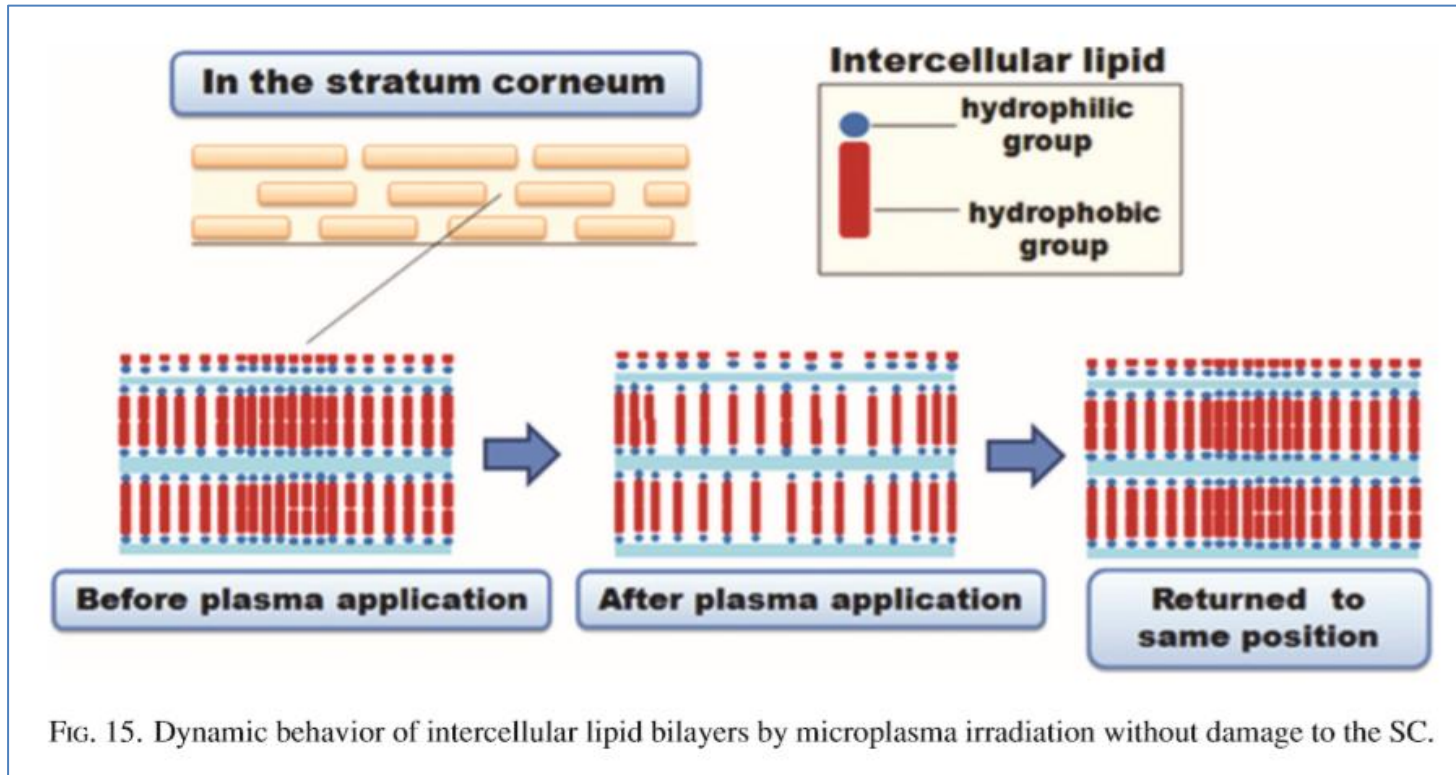 In the stratum corneum
Intercellular lipid
hydrophilic
group
hydrophobic
group
Before plasma application
After plasma application
Returned to
same position
FIG. 15. Dynamic behavior of intercellular lipid bilayers by microplasma irradiation without damage to the SC.